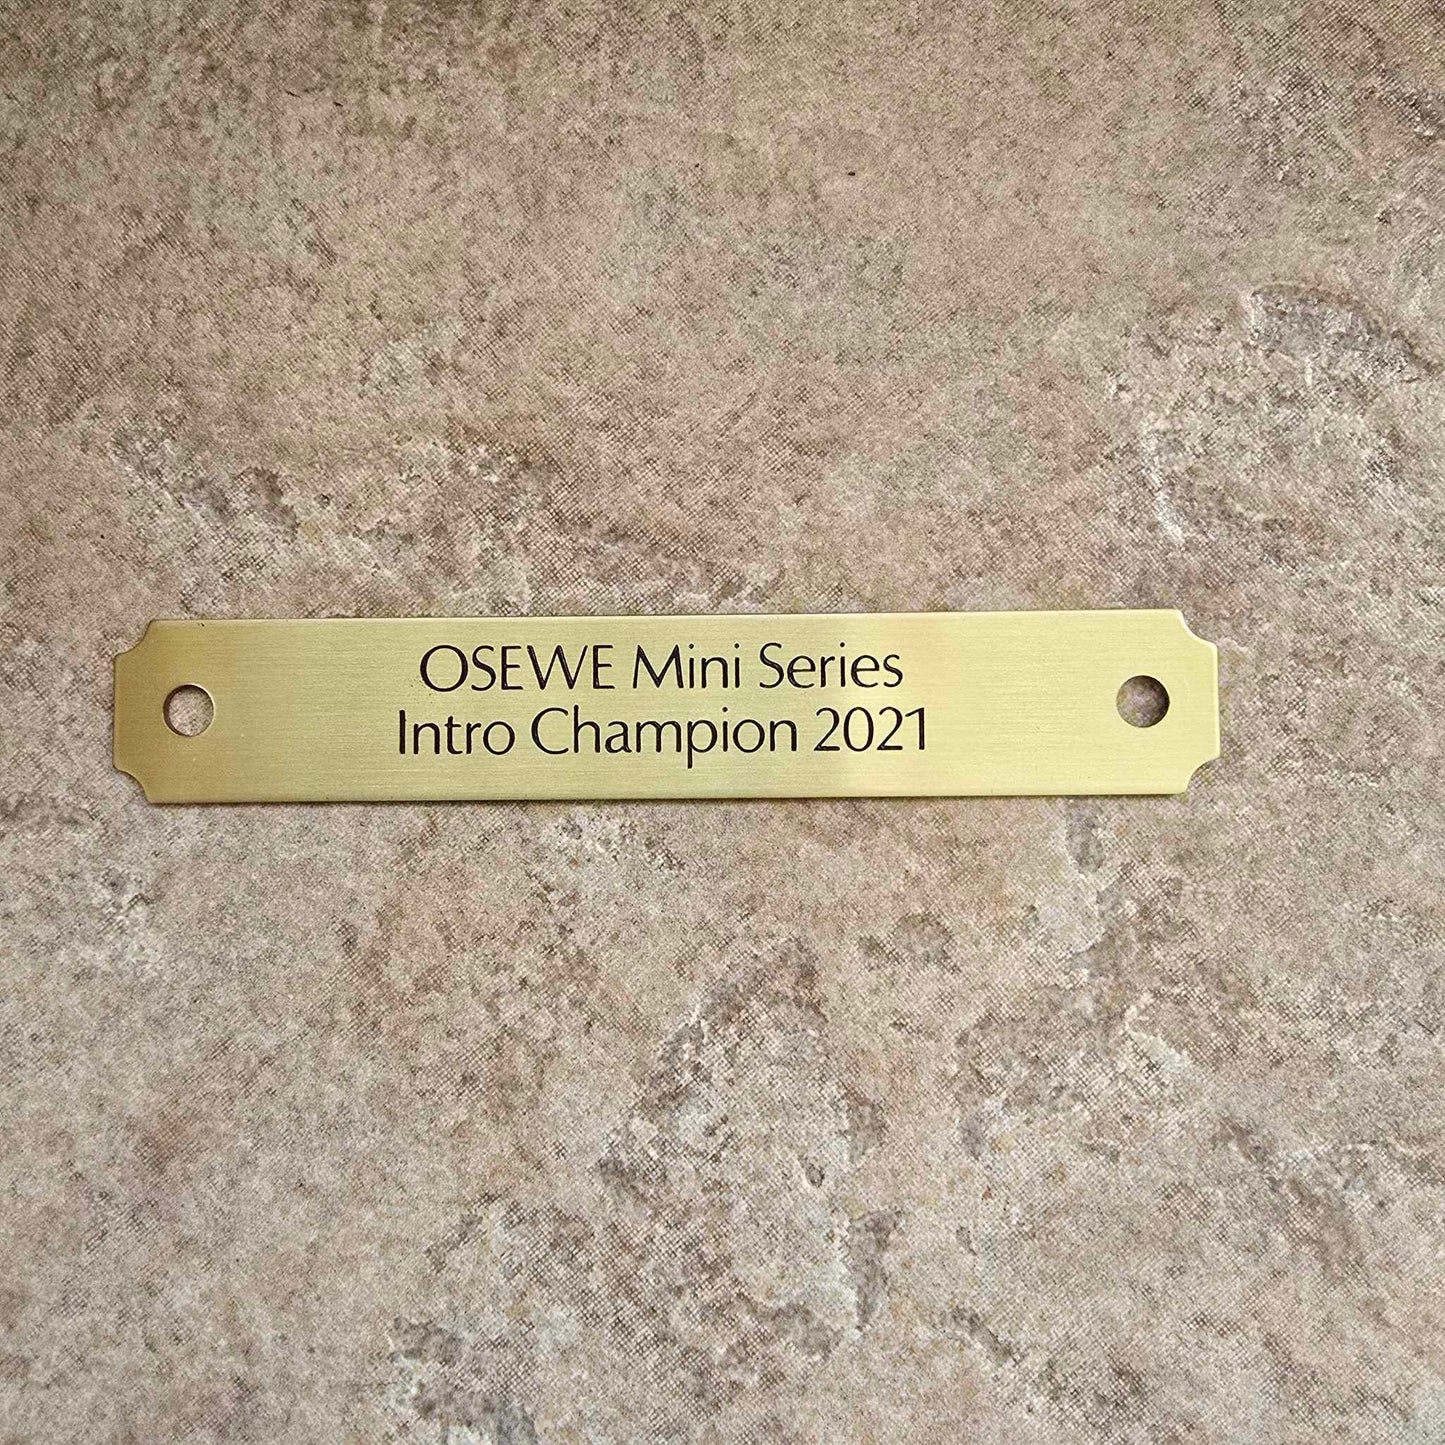 OSEWE Mini Series
Intro Champion 2021